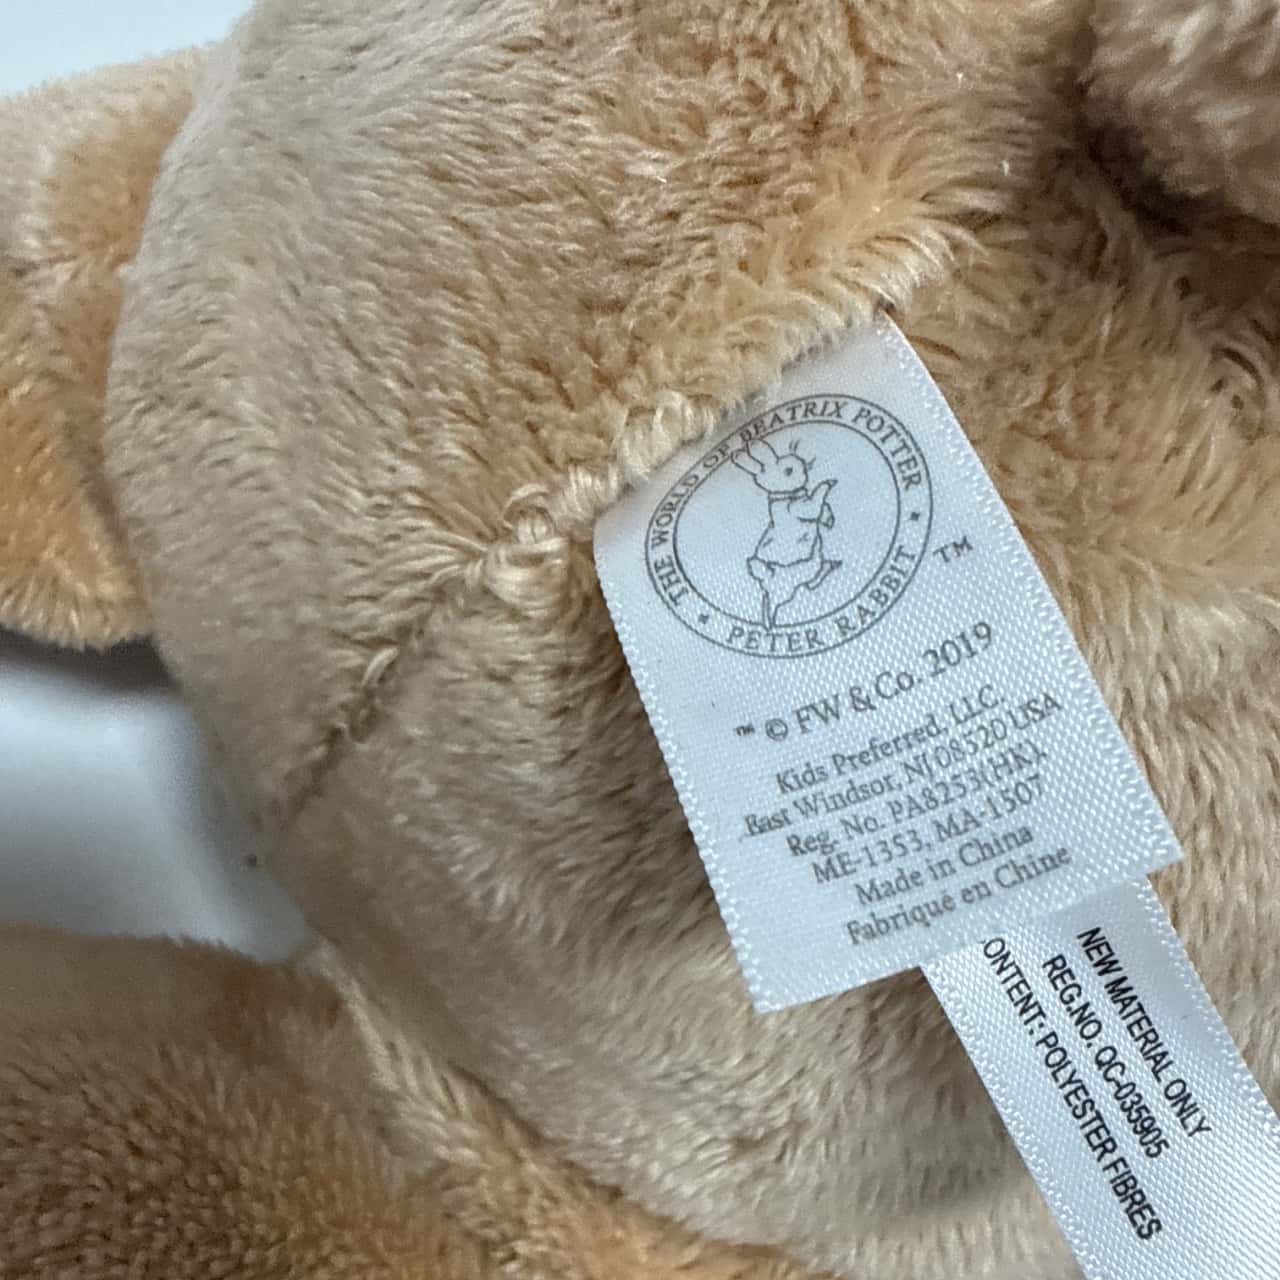 THE WORLD OF BEATRIX POTTER
★ PETER RABBIT ★ ™
™ © FW & Co. 2019
Kids Preferred, LLC.
East Windsor, NJ 08520 USA
Reg. No. PA8253(HK),
ME-1353, MA-1507
Made in China
Fabriqué en Chine
NEW MATERIAL ONLY
REG.NO. QC-035905
ONTENT: POLYESTER FIBRES